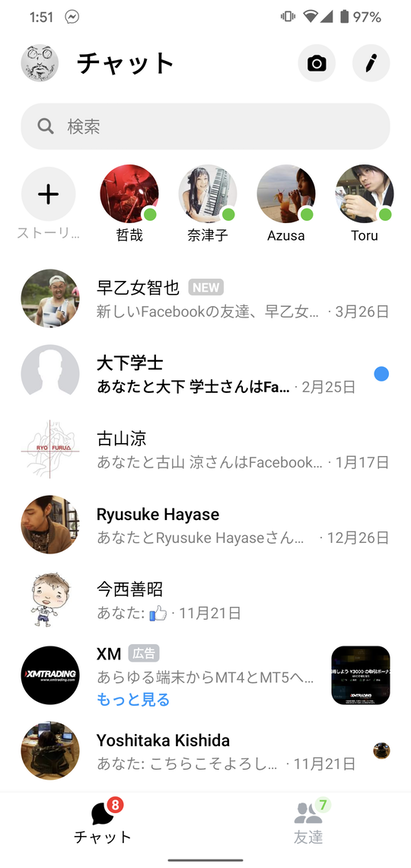 1:51
97%
チャット
検索
ストーリ...
哲哉
奈津子
Azusa
Toru
早乙女智也 NEW
新しいFacebookの友達、早乙女... · 3月26日
大下学士
あなたと大下 学士さんはFa... · 2月25日
古山涼
RYO FURUA
あなたと古山 涼さんはFacebook... · 1月17日
Ryusuke Hayase
あなたとRyusuke Hayaseさん... · 12月26日
今西善昭
あなた: 👍 · 11月21日
XM 広告
XMTRADING
www.xmtrading.com
あらゆる端末からMT4とMT5へ...
もっと見る
XMTRADING
Yoshitaka Kishida
あなた: こちらこそよろし... · 11月21日
8
7
チャット
友達